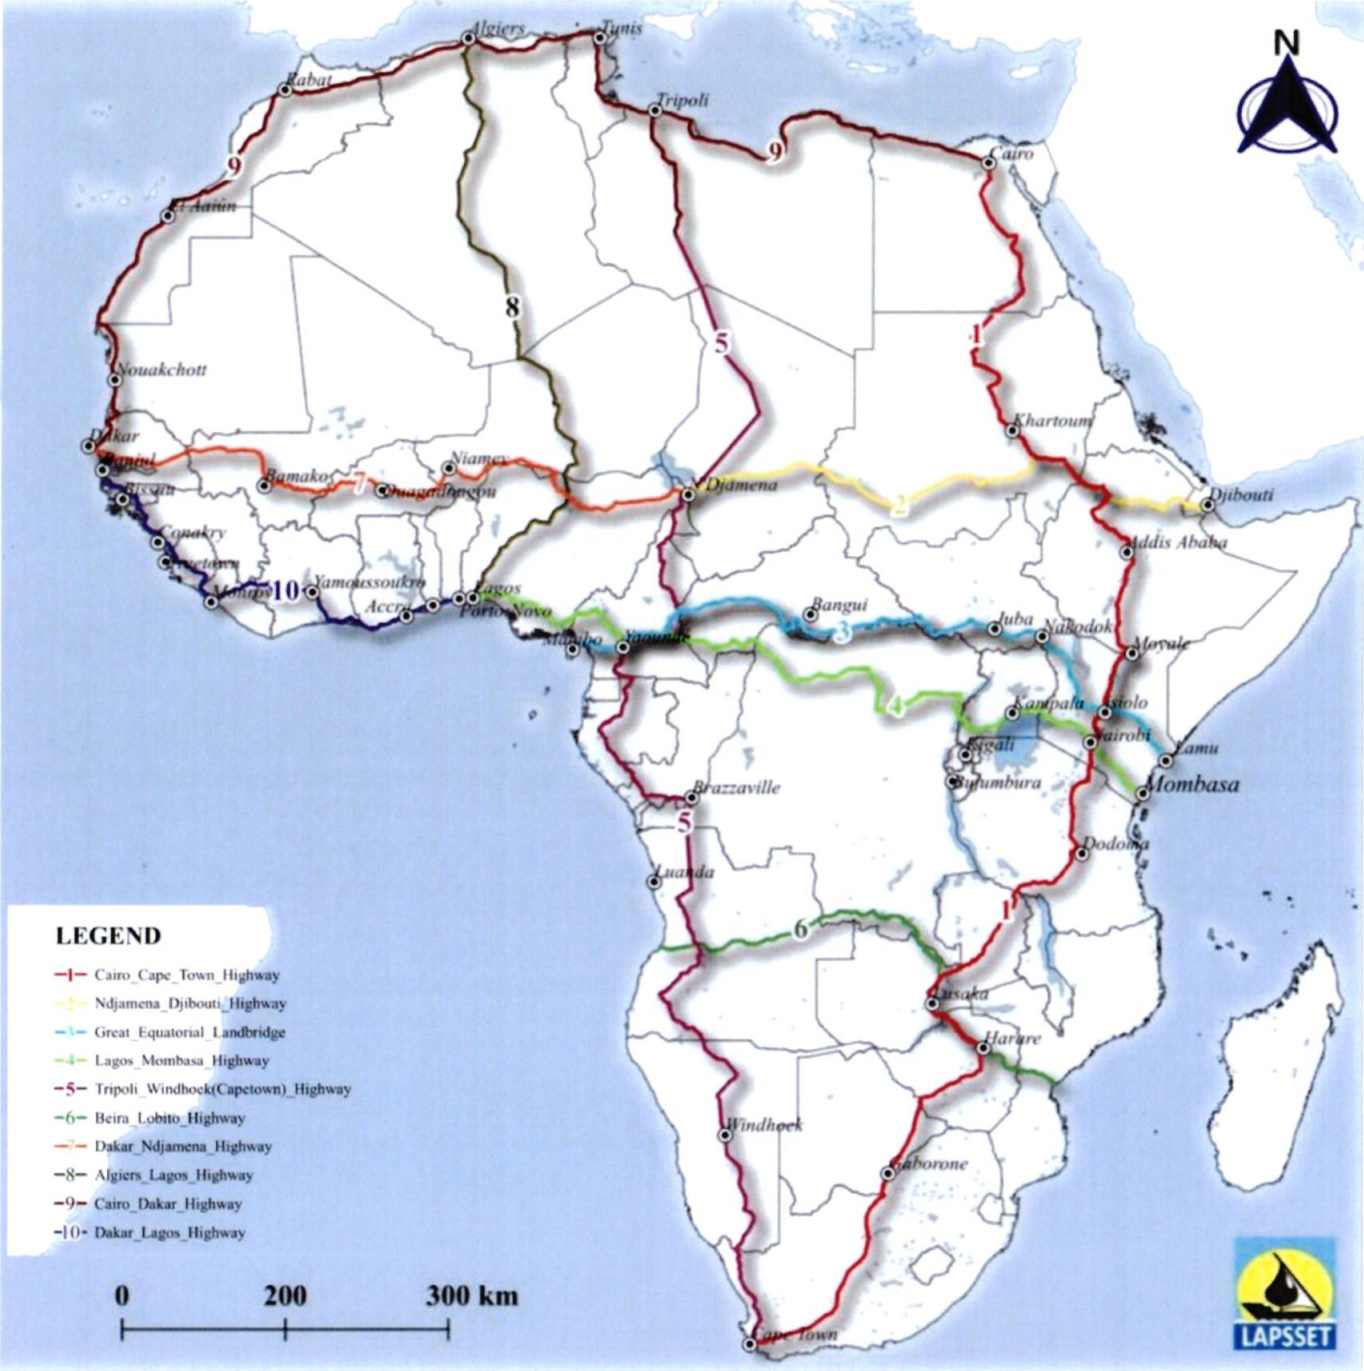 N
Algiers
Tunis
Rabat
Tripoli
9
9
Cairo
El Aaiún
8
5
1
Nouakchott
Khartoum
Dakar
Banjul
Bamako
7
Niamey
Ouagadougou
N'Djamena
2
Djibouti
Bissau
Conakry
Freetown
Addis Ababa
Monrovia
10
Yamoussoukro
Accra
Lagos
Porto-Novo
Bangui
3
Juba
Nakodok
Malabo
Yaounde
Moyale
4
Kampala
Isiolo
Nairobi
Kigali
Lamu
Bujumbura
Mombasa
Brazzaville
5
Dodoma
Luanda
1
6
Lusaka
Harare
Windhoek
Gaborone
Cape Town
LEGEND
1 Cairo_Cape_Town_Highway
2 Ndjamena_Djibouti_Highway
3 Great_Equatorial_Landbridge
4 Lagos_Mombasa_Highway
5 Tripoli_Windhoek(Capetown)_Highway
6 Beira_Lobito_Highway
7 Dakar_Ndjamena_Highway
8 Algiers_Lagos_Highway
9 Cairo_Dakar_Highway
10 Dakar_Lagos_Highway
0 200 300 km
LAPSSET